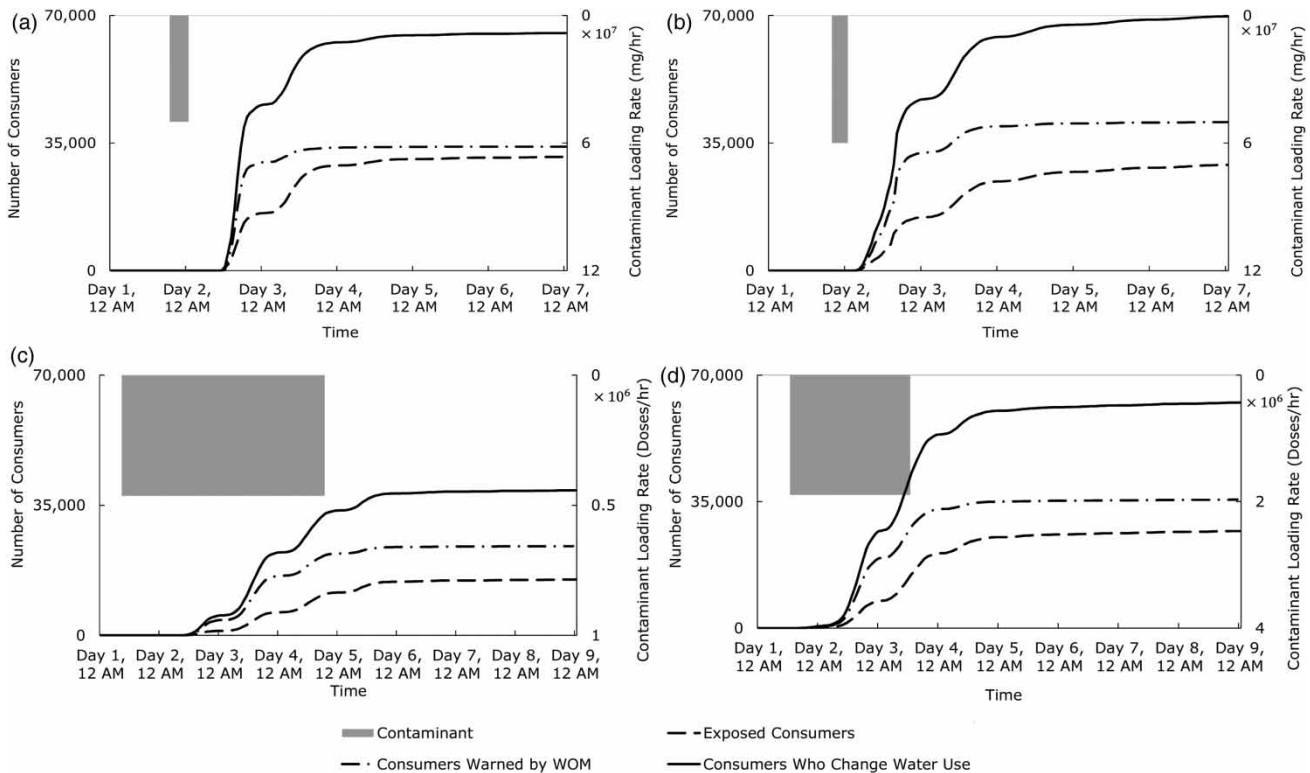 (a)
70,000
35,000
0
Number of Consumers
0
× 10⁷
6
12
Contaminant Loading Rate (mg/hr)
Day 1, Day 2, Day 3, Day 4, Day 5, Day 6, Day 7,
12 AM 12 AM 12 AM 12 AM 12 AM 12 AM 12 AM
Time
(b)
70,000
35,000
0
Number of Consumers
0
× 10⁷
6
12
Contaminant Loading Rate (mg/hr)
Day 1, Day 2, Day 3, Day 4, Day 5, Day 6, Day 7,
12 AM 12 AM 12 AM 12 AM 12 AM 12 AM 12 AM
Time
(c)
70,000
35,000
0
Number of Consumers
0
× 10⁶
0.5
1
Contaminant Loading Rate (Doses/hr)
Day 1, Day 2, Day 3, Day 4, Day 5, Day 6, Day 7, Day 8, Day 9,
12 AM 12 AM 12 AM 12 AM 12 AM 12 AM 12 AM 12 AM 12 AM
Time
(d)
70,000
35,000
0
Number of Consumers
0
× 10⁶
2
4
Contaminant Loading Rate (Doses/hr)
Day 1, Day 2, Day 3, Day 4, Day 5, Day 6, Day 7, Day 8, Day 9,
12 AM 12 AM 12 AM 12 AM 12 AM 12 AM 12 AM 12 AM 12 AM
Time
Contaminant
Exposed Consumers
Consumers Warned by WOM
Consumers Who Change Water Use